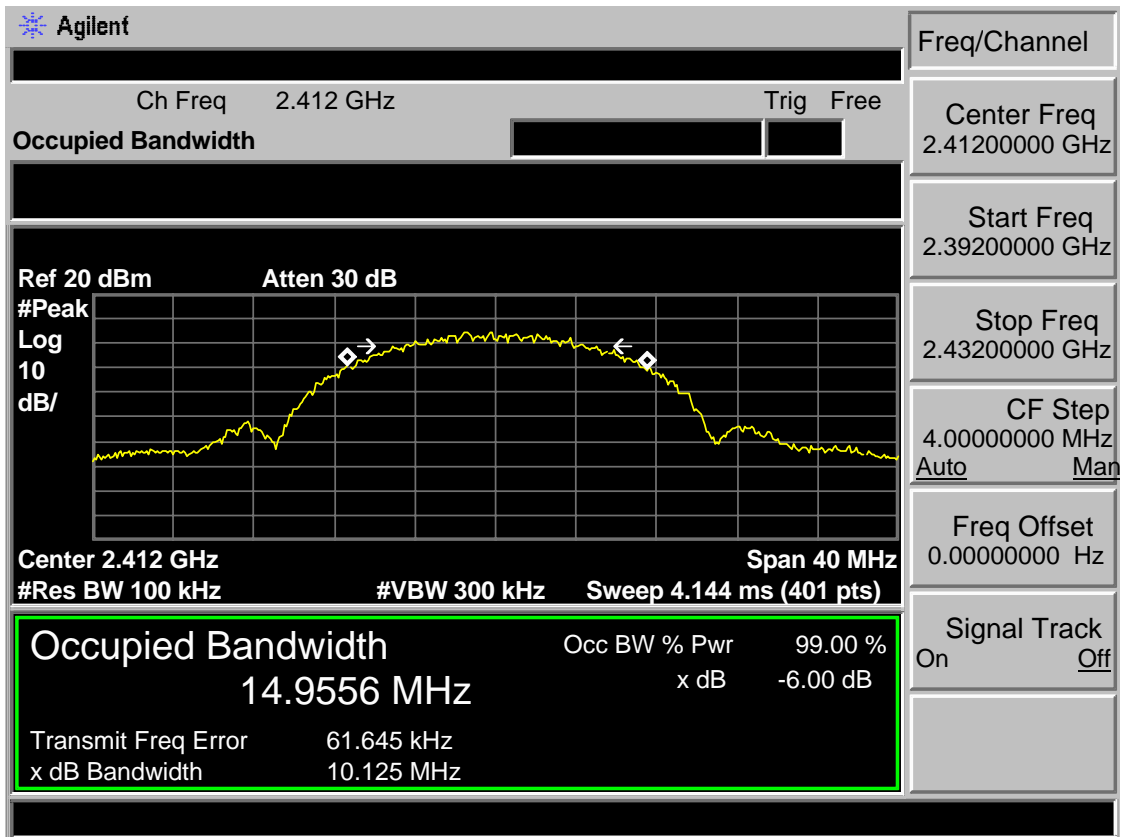 Agilent
Freq/Channel
Ch Freq 2.412 GHz Trig Free
Occupied Bandwidth
Center Freq
2.41200000 GHz
Start Freq
2.39200000 GHz
Stop Freq
2.43200000 GHz
CF Step
4.00000000 MHz
Auto Man
Freq Offset
0.00000000 Hz
Signal Track
On Off
Ref 20 dBm Atten 30 dB
#Peak
Log
10
dB/
Center 2.412 GHz Span 40 MHz
#Res BW 100 kHz #VBW 300 kHz Sweep 4.144 ms (401 pts)
Occupied Bandwidth Occ BW % Pwr 99.00 %
14.9556 MHz x dB -6.00 dB
Transmit Freq Error 61.645 kHz
x dB Bandwidth 10.125 MHz